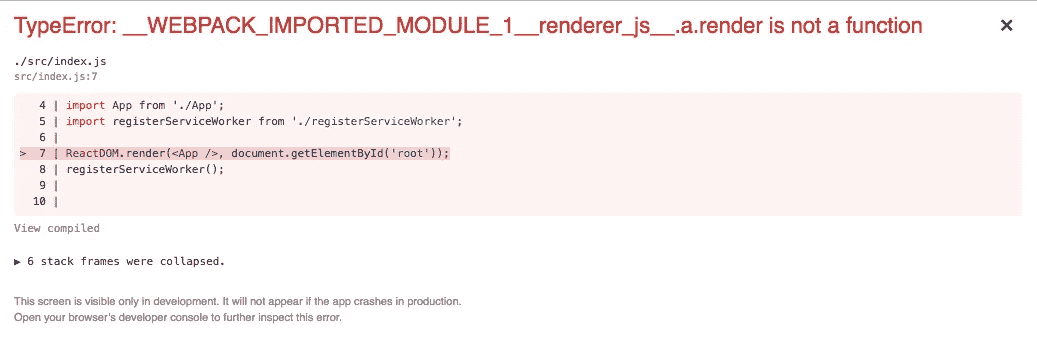 TypeError: __WEBPACK_IMPORTED_MODULE_1__renderer_js__.a.render is not a function ×
./src/index.js
src/index.js:7
4 | import App from './App';
5 | import registerServiceWorker from './registerServiceWorker';
6 |
> 7 | ReactDOM.render(<App />, document.getElementById('root'));
8 | registerServiceWorker();
9 |
10 |
View compiled
▶ 6 stack frames were collapsed.
This screen is visible only in development. It will not appear if the app crashes in production.
Open your browser's developer console to further inspect this error.